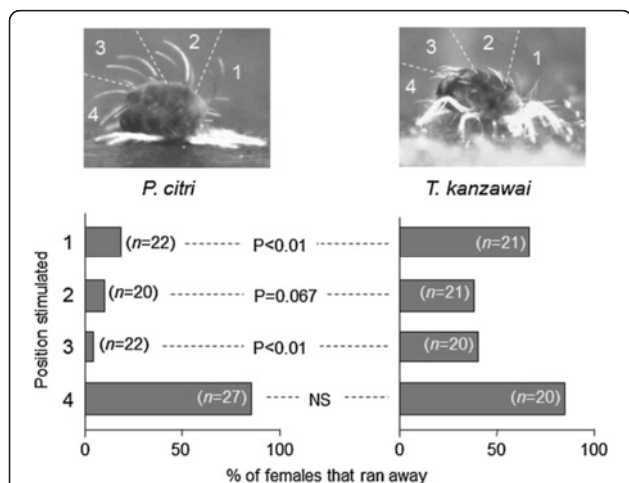 3 2 1 4
3 2 1 4
P. citri T. kanzawai
Position stimulated
1 (n=22) P<0.01 (n=21)
2 (n=20) P=0.067 (n=21)
3 (n=22) P<0.01 (n=20)
4 (n=27) NS (n=20)
0 50 100 0 50 100
% of females that ran away